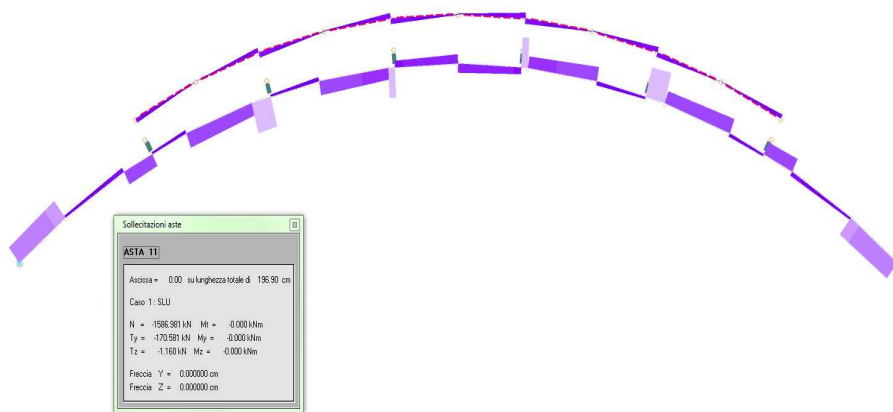 Sollecitazioni aste
ASTA 11
Ascissa = 0.00 su lunghezza totale di 196.90 cm
Caso 1 : SLU
N = -1586.981 kN Mt = -0.000 kNm
Ty = -170.581 kN My = -0.000 kNm
Tz = -1.160 kN Mz = -0.000 kNm
Freccia Y = 0.000000 cm
Freccia Z = 0.000000 cm